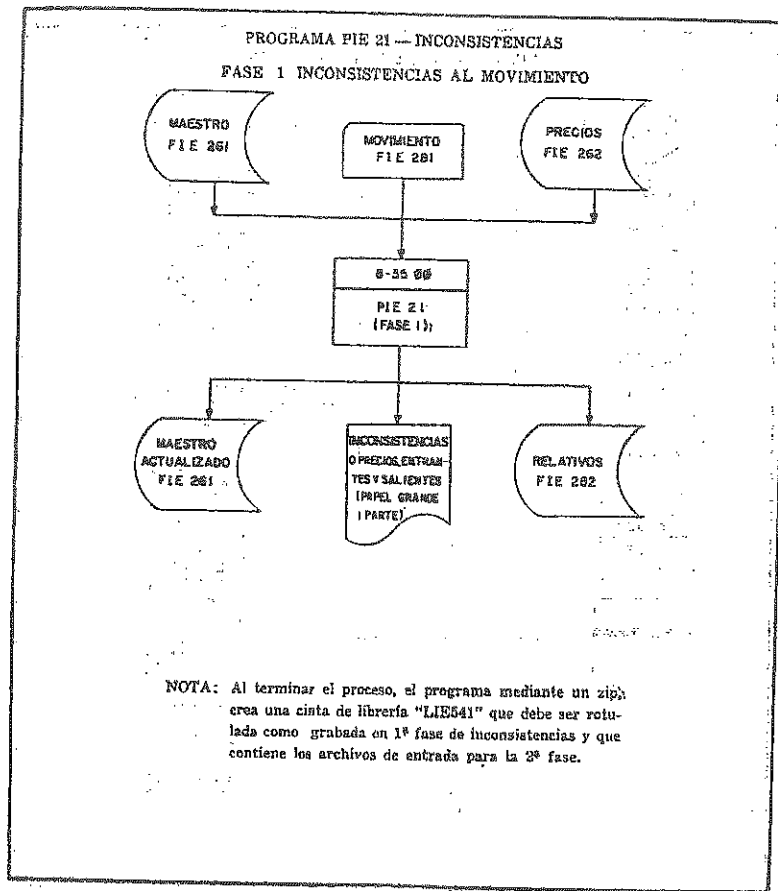 PROGRAMA PIE 21 — INCONSISTENCIAS
FASE 1 INCONSISTENCIAS AL MOVIMIENTO
MAESTRO
FIE 261
MOVIMIENTO
FIE 281
PRECIOS
FIE 262
B-35 00
PIE 21
(FASE 1);
MAESTRO
ACTUALIZADO
FIE 261
INCONSISTENCIAS
O PRECIOS, ENTRAN-
TES Y SALIENTES
(PAPEL GRANDE
1 PARTE)
RELATIVOS
FIE 282
NOTA: Al terminar el proceso, el programa mediante un zip,
crea una cinta de librería "LIE541" que debe ser rotu-
lada como grabada en 1ª fase de inconsistencias y que
contiene los archivos de entrada para la 2ª fase.